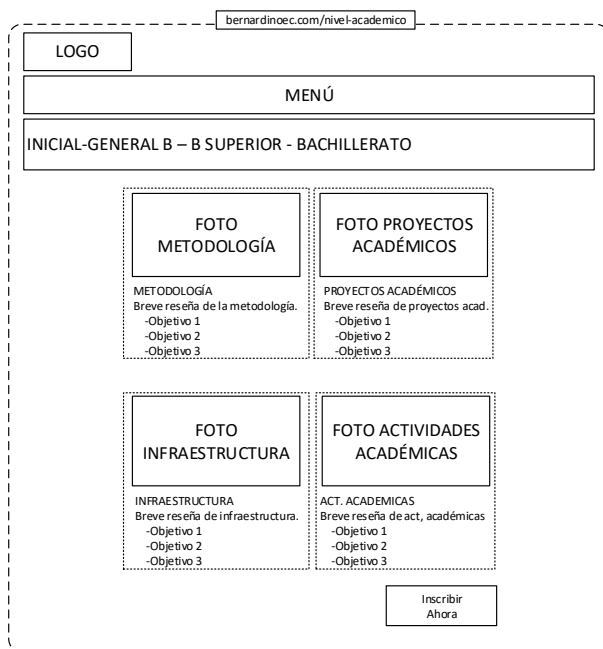 bernardinoec.com/nivel-academico
LOGO
MENÚ
INICIAL-GENERAL B – B SUPERIOR - BACHILLERATO
FOTO
METODOLOGÍA
METODOLOGÍA
Breve reseña de la metodología.
-Objetivo 1
-Objetivo 2
-Objetivo 3
FOTO PROYECTOS
ACADÉMICOS
PROYECTOS ACADÉMICOS
Breve reseña de proyectos acad.
-Objetivo 1
-Objetivo 2
-Objetivo 3
FOTO
INFRAESTRUCTURA
INFRAESTRUCTURA
Breve reseña de infraestructura.
-Objetivo 1
-Objetivo 2
-Objetivo 3
FOTO ACTIVIDADES
ACADÉMICAS
ACT. ACADEMICAS
Breve reseña de act, académicas
-Objetivo 1
-Objetivo 2
-Objetivo 3
Inscribir
Ahora